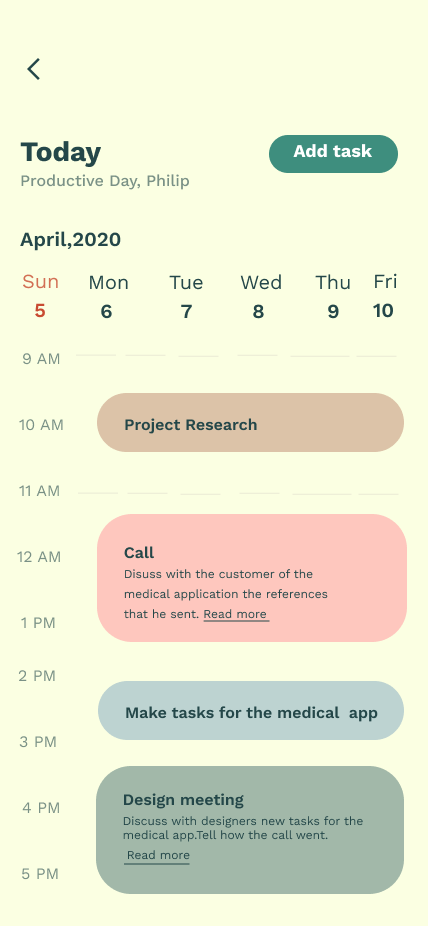 Today
Add task
Productive Day, Philip
April,2020
Sun Mon Tue Wed Thu Fri
5 6 7 8 9 10
9 AM
10 AM
Project Research
11 AM
Call
12 AM
Disuss with the customer of the
medical application the references
that he sent. Read more
1 PM
2 PM
Make tasks for the medical  app
3 PM
Design meeting
4 PM
Discuss with designers new tasks for the
medical app.Tell how the call went.
Read more
5 PM